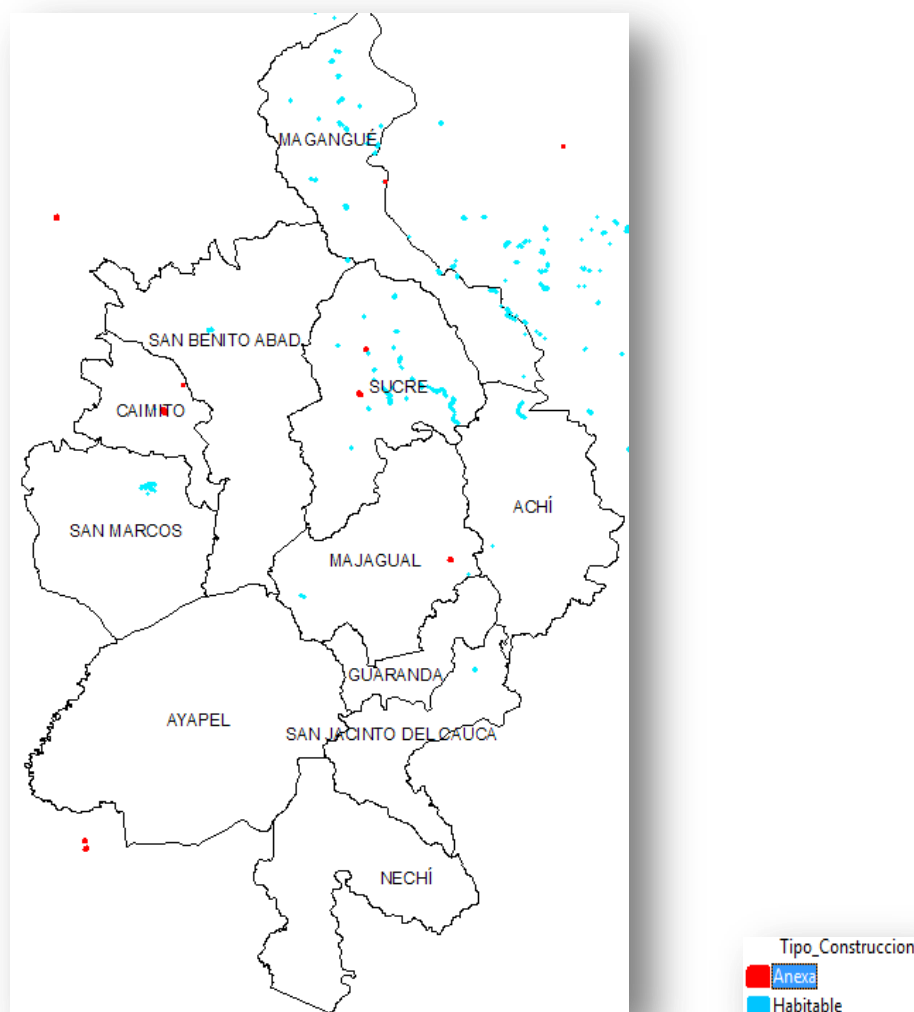 MAGANGUÉ
SAN BENITO ABAD
SUCRE
CAIMITO
ACHÍ
SAN MARCOS
MAJAGUAL
GUARANDA
AYAPEL
SAN JACINTO DEL CAUCA
NECHÍ
Tipo_Construccion
Anexa
Habitable